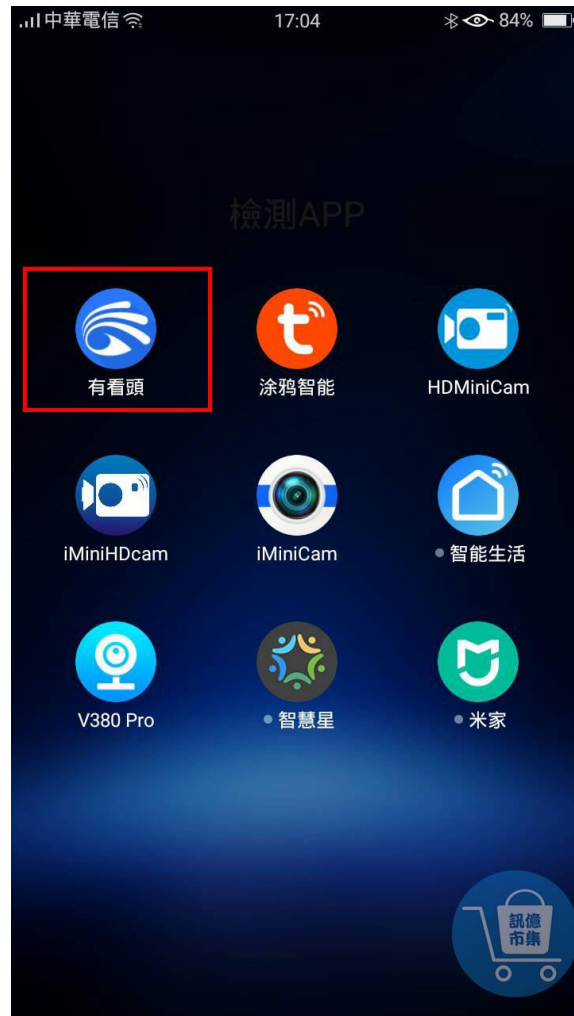 中華電信 17:04 84%
檢測APP
有看頭 涂鸦智能 HDMiniCam
iMiniHDcam iMiniCam 智能生活
V380 Pro 智慧星 米家
訊億
市集